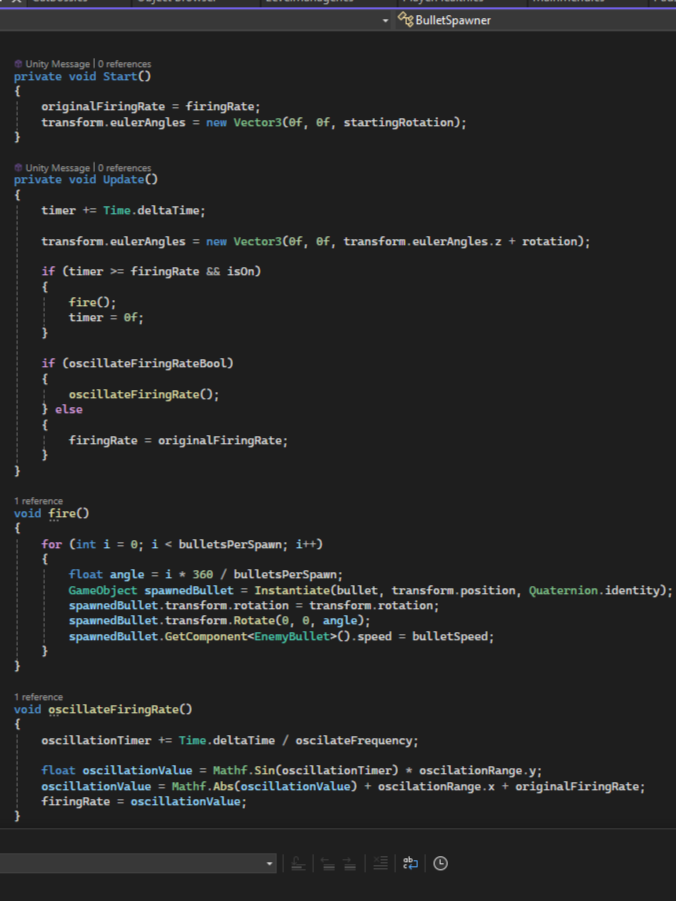 BulletSpawner
Unity Message | 0 references
private void Start()
{
    originalFiringRate = firingRate;
    transform.eulerAngles = new Vector3(0f, 0f, startingRotation);
}
Unity Message | 0 references
private void Update()
{
    timer += Time.deltaTime;
    transform.eulerAngles = new Vector3(0f, 0f, transform.eulerAngles.z + rotation);
    if (timer >= firingRate && isOn)
    {
        fire();
        timer = 0f;
    }
    if (oscillateFiringRateBool)
    {
        oscillateFiringRate();
    } else
    {
        firingRate = originalFiringRate;
    }
}
1 reference
void fire()
{
    for (int i = 0; i < bulletsPerSpawn; i++)
    {
        float angle = i * 360 / bulletsPerSpawn;
        GameObject spawnedBullet = Instantiate(bullet, transform.position, Quaternion.identity);
        spawnedBullet.transform.rotation = transform.rotation;
        spawnedBullet.transform.Rotate(0, 0, angle);
        spawnedBullet.GetComponent<EnemyBullet>().speed = bulletSpeed;
    }
}
1 reference
void oscillateFiringRate()
{
    oscillationTimer += Time.deltaTime / oscilateFrequency;
    float oscillationValue = Mathf.Sin(oscillationTimer) * oscilationRange.y;
    oscillationValue = Mathf.Abs(oscillationValue) + oscilationRange.x + originalFiringRate;
    firingRate = oscillationValue;
}